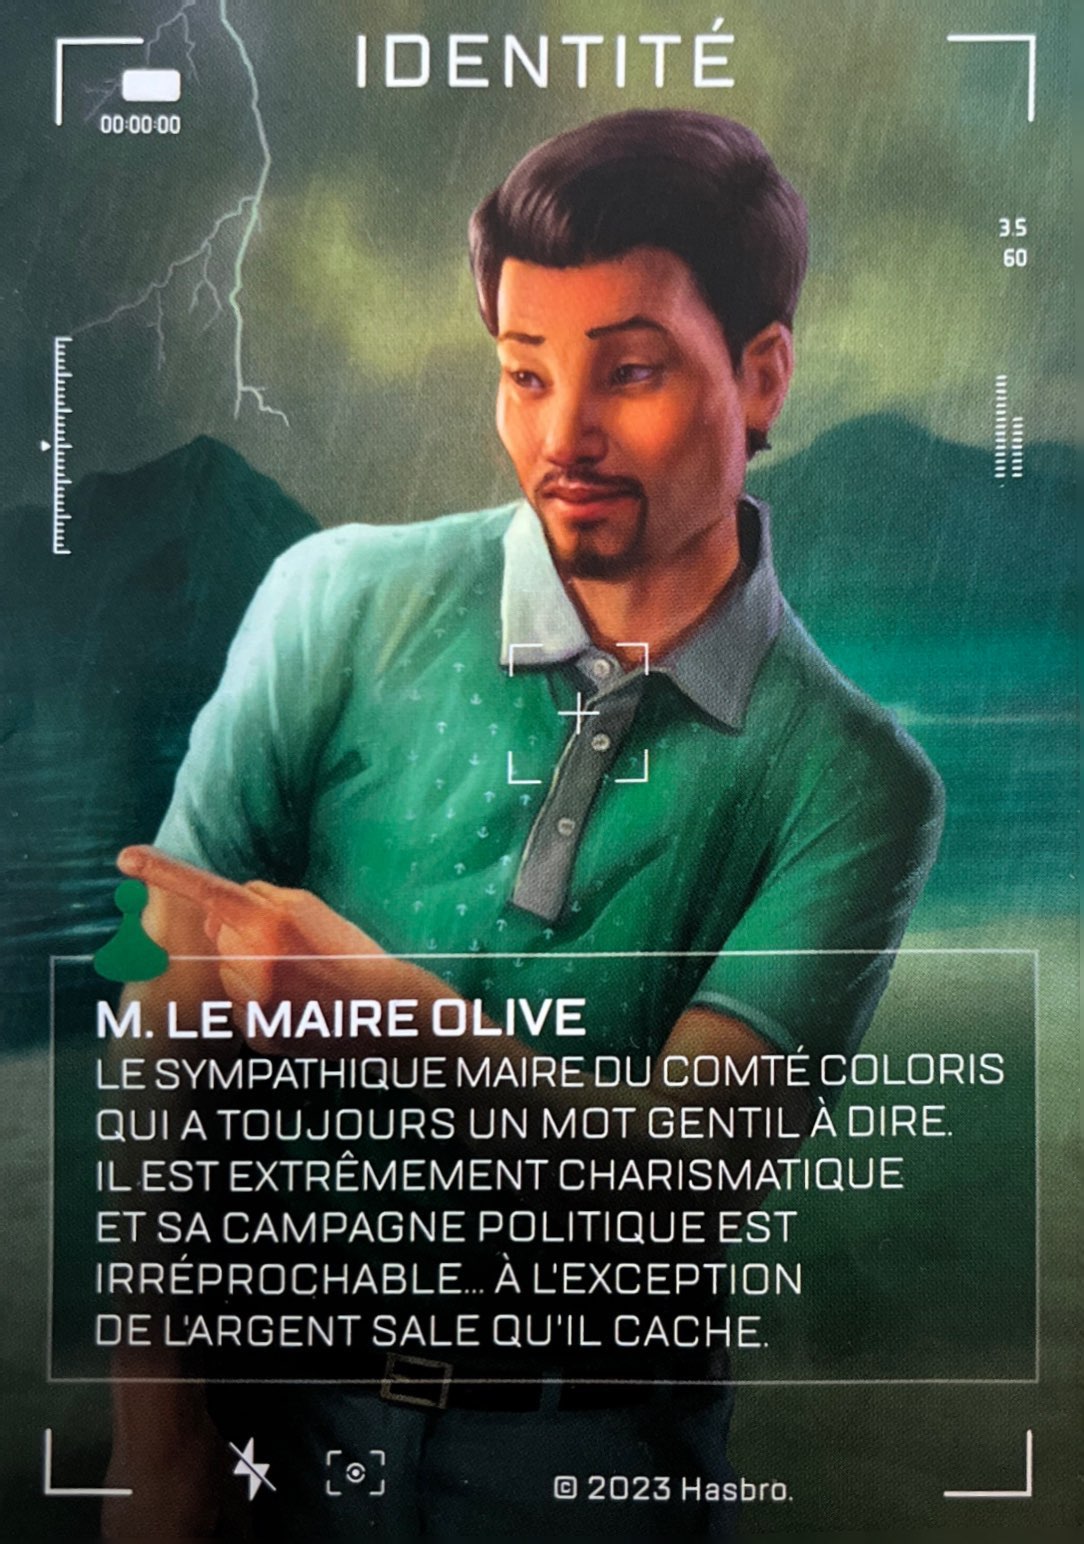 IDENTITÉ
00:00:00
3.5
60
M. LE MAIRE OLIVE
LE SYMPATHIQUE MAIRE DU COMTÉ COLORIS
QUI A TOUJOURS UN MOT GENTIL À DIRE.
IL EST EXTRÊMEMENT CHARISMATIQUE
ET SA CAMPAGNE POLITIQUE EST
IRRÉPROCHABLE... À L'EXCEPTION
DE L'ARGENT SALE QU'IL CACHE.
© 2023 Hasbro.